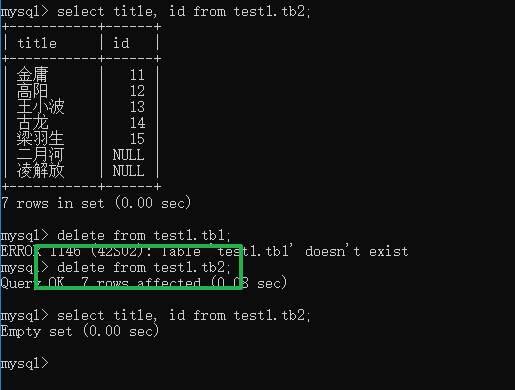 mysql> select title, id from test1.tb2;
+-----------+------+
| title | id |
+-----------+------+
| 金庸 | 11 |
| 高阳 | 12 |
| 王小波 | 13 |
| 古龙 | 14 |
| 梁羽生 | 15 |
| 二月河 | NULL |
| 凌解放 | NULL |
+-----------+------+
7 rows in set (0.00 sec)
mysql> delete from test1.tb1;
ERROR 1146 (42S02): Table 'test1.tb1' doesn't exist
mysql> delete from test1.tb2;
Query OK, 7 rows affected (0.08 sec)
mysql> select title, id from test1.tb2;
Empty set (0.00 sec)
mysql>